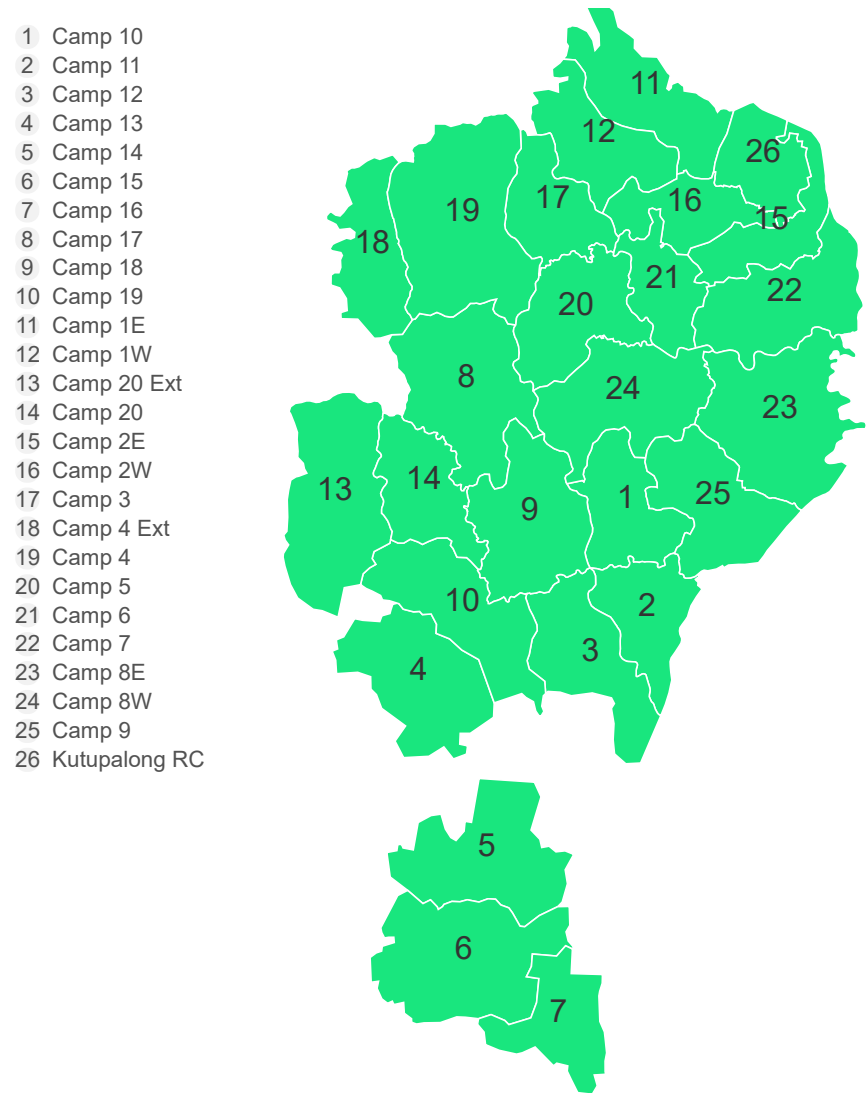 1 Camp 10
2 Camp 11
3 Camp 12
4 Camp 13
5 Camp 14
6 Camp 15
7 Camp 16
8 Camp 17
9 Camp 18
10 Camp 19
11 Camp 1E
12 Camp 1W
13 Camp 20 Ext
14 Camp 20
15 Camp 2E
16 Camp 2W
17 Camp 3
18 Camp 4 Ext
19 Camp 4
20 Camp 5
21 Camp 6
22 Camp 7
23 Camp 8E
24 Camp 8W
25 Camp 9
26 Kutupalong RC
11
12
26
17
16
19
15
18
21
22
20
8
24
23
14
13
25
1
9
10
2
3
4
5
6
7